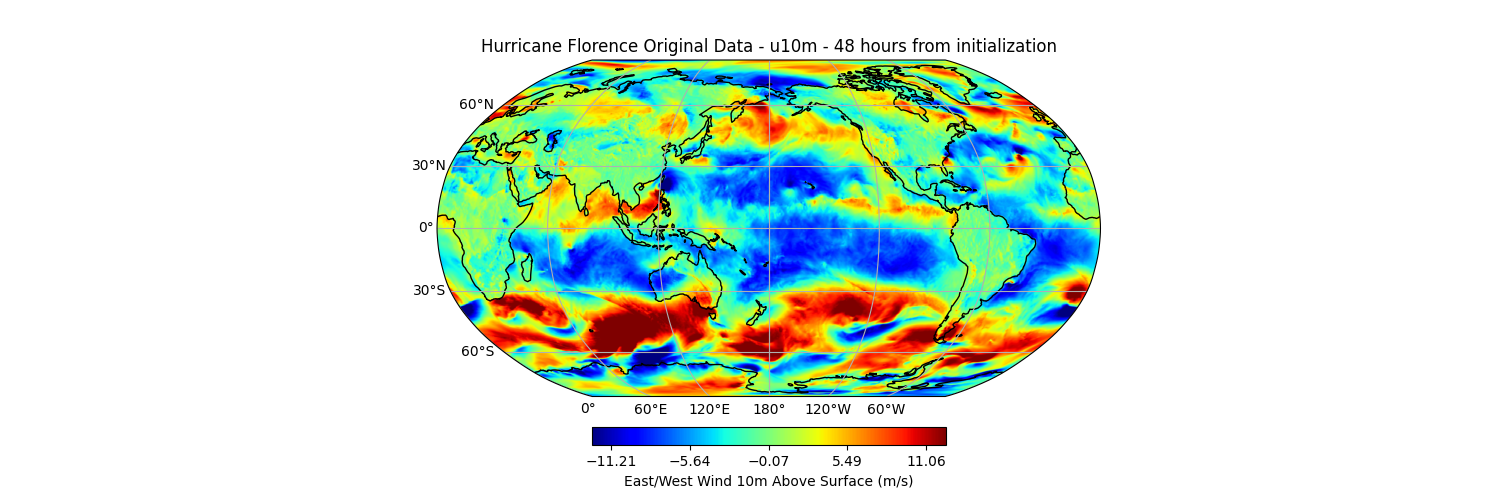 Hurricane Florence Original Data - u10m - 48 hours from initialization
60°N
30°N
0°
30°S
60°S
0° 60°E 120°E 180° 120°W 60°W
−11.21 −5.64 −0.07 5.49 11.06
East/West Wind 10m Above Surface (m/s)